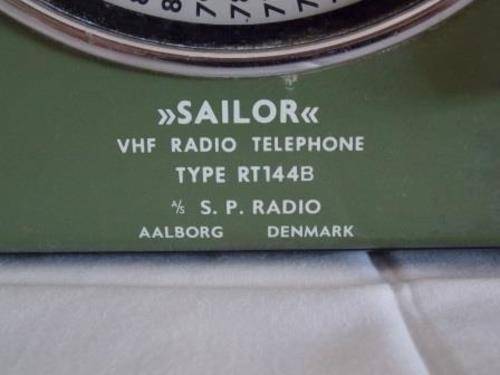 »SAILOR«
VHF RADIO TELEPHONE
TYPE RT144B
A/S S. P. RADIO
AALBORG DENMARK